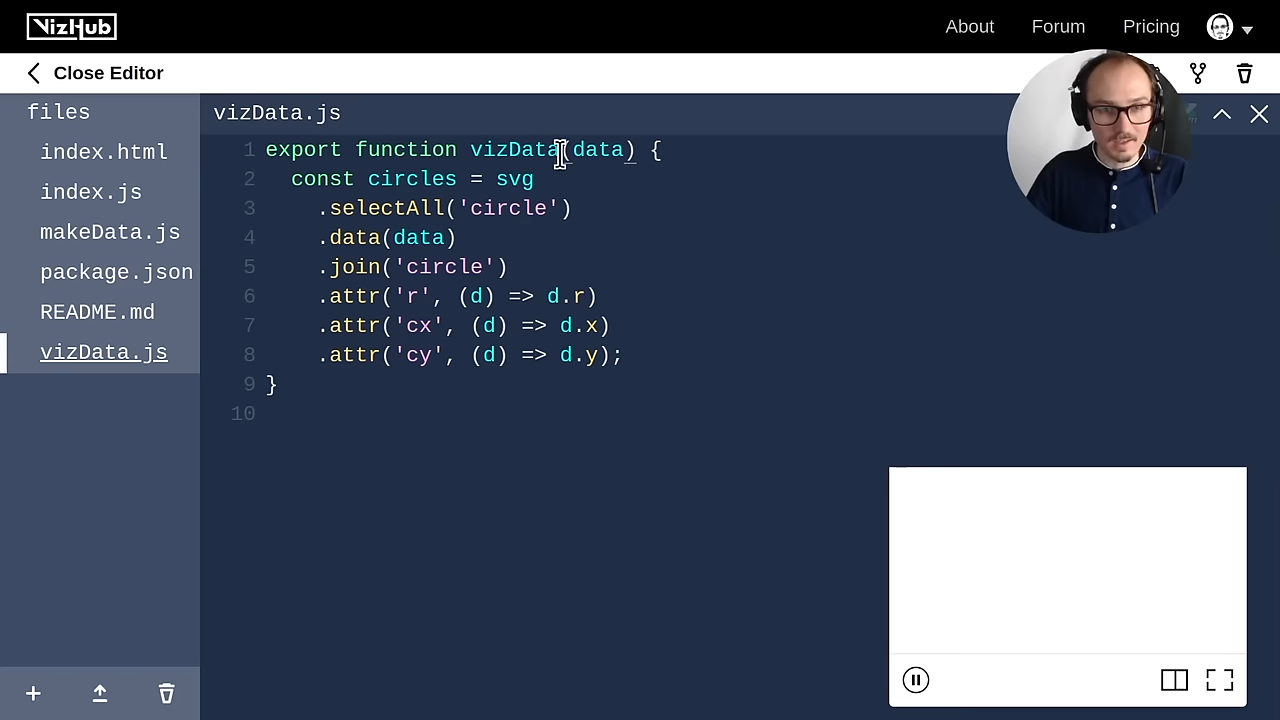 VizHub
About Forum Pricing
Close Editor
files
index.html
index.js
makeData.js
package.json
README.md
vizData.js
vizData.js
1 export function vizData(data) {
2   const circles = svg
3     .selectAll('circle')
4     .data(data)
5     .join('circle')
6     .attr('r', (d) => d.r)
7     .attr('cx', (d) => d.x)
8     .attr('cy', (d) => d.y);
9 }
10